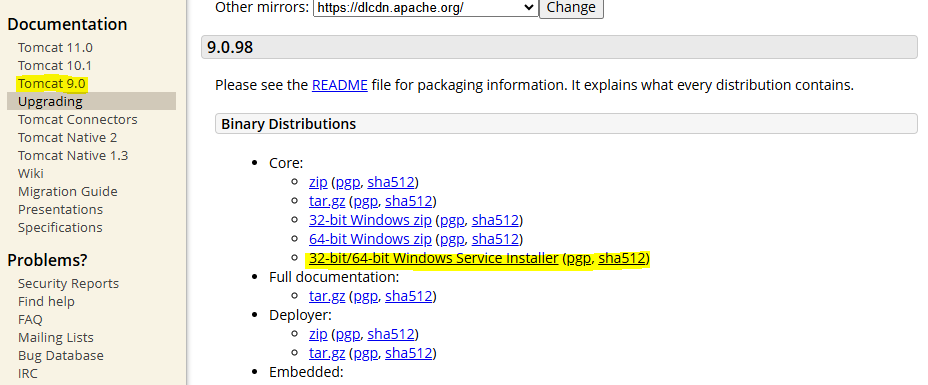 Documentation
Tomcat 11.0
Tomcat 10.1
Tomcat 9.0
Upgrading
Tomcat Connectors
Tomcat Native 2
Tomcat Native 1.3
Wiki
Migration Guide
Presentations
Specifications
Problems?
Security Reports
Find help
FAQ
Mailing Lists
Bug Database
IRC
Other mirrors: https://dlcdn.apache.org/ Change
9.0.98
Please see the README file for packaging information. It explains what every distribution contains.
Binary Distributions
Core:
zip (pgp, sha512)
tar.gz (pgp, sha512)
32-bit Windows zip (pgp, sha512)
64-bit Windows zip (pgp, sha512)
32-bit/64-bit Windows Service Installer (pgp, sha512)
Full documentation:
tar.gz (pgp, sha512)
Deployer:
zip (pgp, sha512)
tar.gz (pgp, sha512)
Embedded: